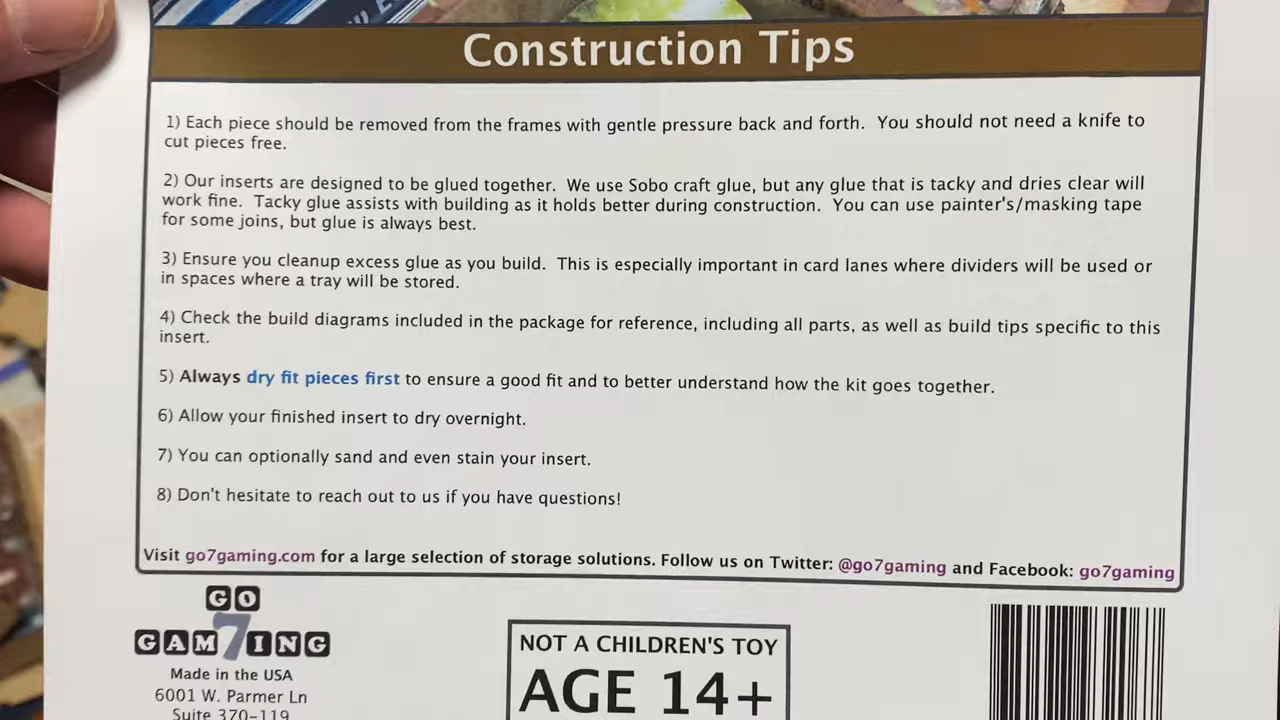 Construction Tips
1) Each piece should be removed from the frames with gentle pressure back and forth.  You should not need a knife to
cut pieces free.
2) Our inserts are designed to be glued together.  We use Sobo craft glue, but any glue that is tacky and dries clear will
work fine.  Tacky glue assists with building as it holds better during construction.  You can use painter's/masking tape
for some joins, but glue is always best.
3) Ensure you cleanup excess glue as you build.  This is especially important in card lanes where dividers will be used or
in spaces where a tray will be stored.
4) Check the build diagrams included in the package for reference, including all parts, as well as build tips specific to this
insert.
5) Always dry fit pieces first to ensure a good fit and to better understand how the kit goes together.
6) Allow your finished insert to dry overnight.
7) You can optionally sand and even stain your insert.
8) Don't hesitate to reach out to us if you have questions!
Visit go7gaming.com for a large selection of storage solutions. Follow us on Twitter: @go7gaming and Facebook: go7gaming
GO
GAM7ING
Made in the USA
6001 W. Parmer Ln
Suite 370-119
NOT A CHILDREN'S TOY
AGE 14+